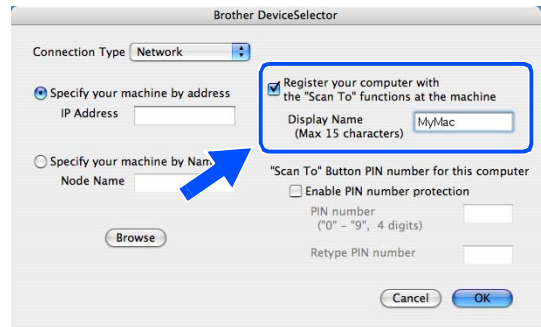 Brother DeviceSelector
Connection Type Network
Specify your machine by address
IP Address
Specify your machine by Nam
Node Name
Browse
Register your computer with
the "Scan To" functions at the machine
Display Name MyMac
(Max 15 characters)
"Scan To" Button PIN number for this computer
Enable PIN number protection
PIN number
("0" – "9", 4 digits)
Retype PIN number
Cancel OK